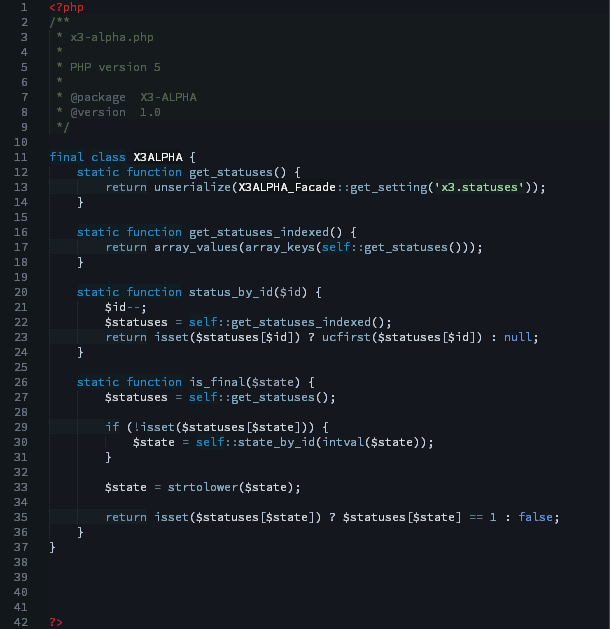 1 <?php
2 /**
3  * x3-alpha.php
4  *
5  * PHP version 5
6  *
7  * @package  X3-ALPHA
8  * @version  1.0
9  */
10
11 final class X3ALPHA {
12     static function get_statuses() {
13         return unserialize(X3ALPHA_Facade::get_setting('x3.statuses'));
14     }
15
16     static function get_statuses_indexed() {
17         return array_values(array_keys(self::get_statuses()));
18     }
19
20     static function status_by_id($id) {
21         $id--;
22         $statuses = self::get_statuses_indexed();
23         return isset($statuses[$id]) ? ucfirst($statuses[$id]) : null;
24     }
25
26     static function is_final($state) {
27         $statuses = self::get_statuses();
28
29         if (!isset($statuses[$state])) {
30             $state = self::state_by_id(intval($state));
31         }
32
33         $state = strtolower($state);
34
35         return isset($statuses[$state]) ? $statuses[$state] == 1 : false;
36     }
37 }
38
39
40
41
42 ?>